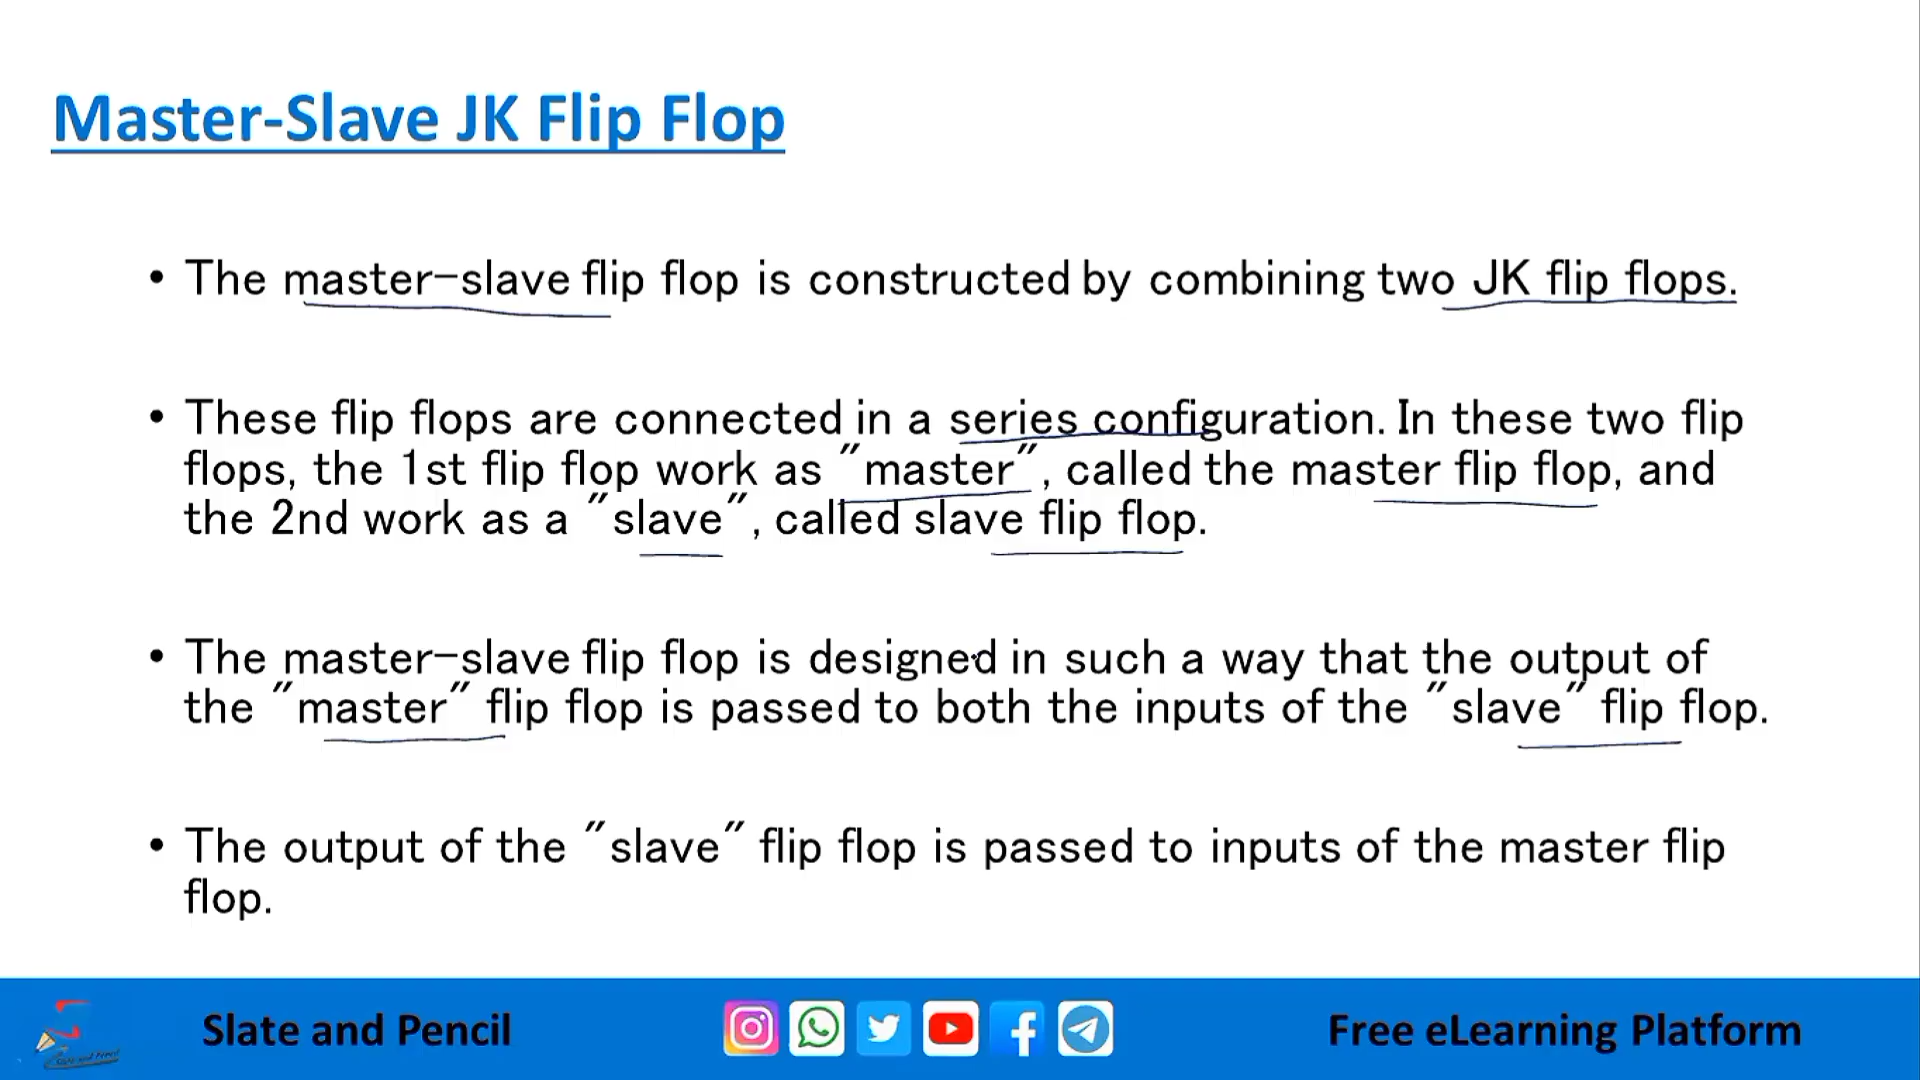 Master-Slave JK Flip Flop
• The master-slave flip flop is constructed by combining two JK flip flops.
• These flip flops are connected in a series configuration. In these two flip
flops, the 1st flip flop work as "master", called the master flip flop, and
the 2nd work as a "slave", called slave flip flop.
• The master-slave flip flop is designed in such a way that the output of
the "master" flip flop is passed to both the inputs of the "slave" flip flop.
• The output of the "slave" flip flop is passed to inputs of the master flip
flop.
Slate and Pencil
Slate and Pencil
Free eLearning Platform